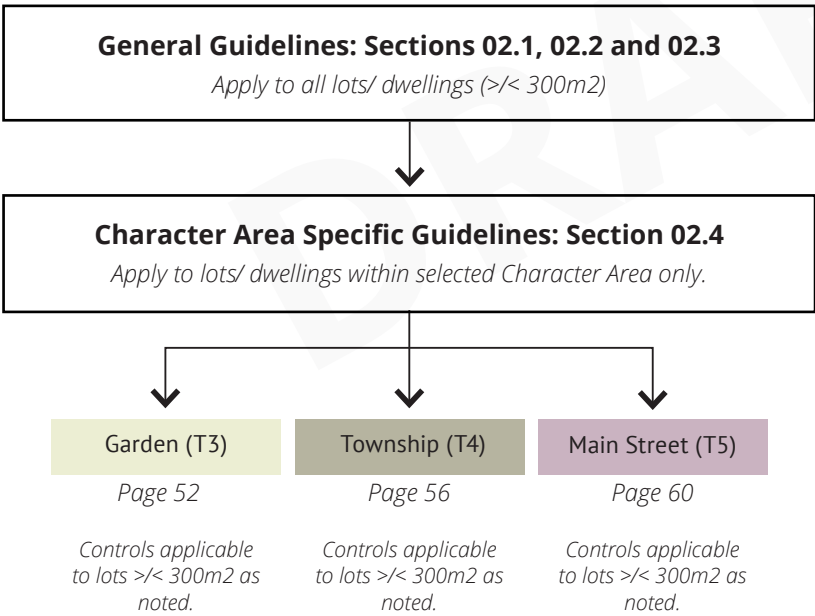 General Guidelines: Sections 02.1, 02.2 and 02.3
Apply to all lots/ dwellings (>/< 300m2)
Character Area Specific Guidelines: Section 02.4
Apply to lots/ dwellings within selected Character Area only.
Garden (T3)
Page 52
Controls applicable
to lots >/< 300m2 as
noted.
Township (T4)
Page 56
Controls applicable
to lots >/< 300m2 as
noted.
Main Street (T5)
Page 60
Controls applicable
to lots >/< 300m2 as
noted.